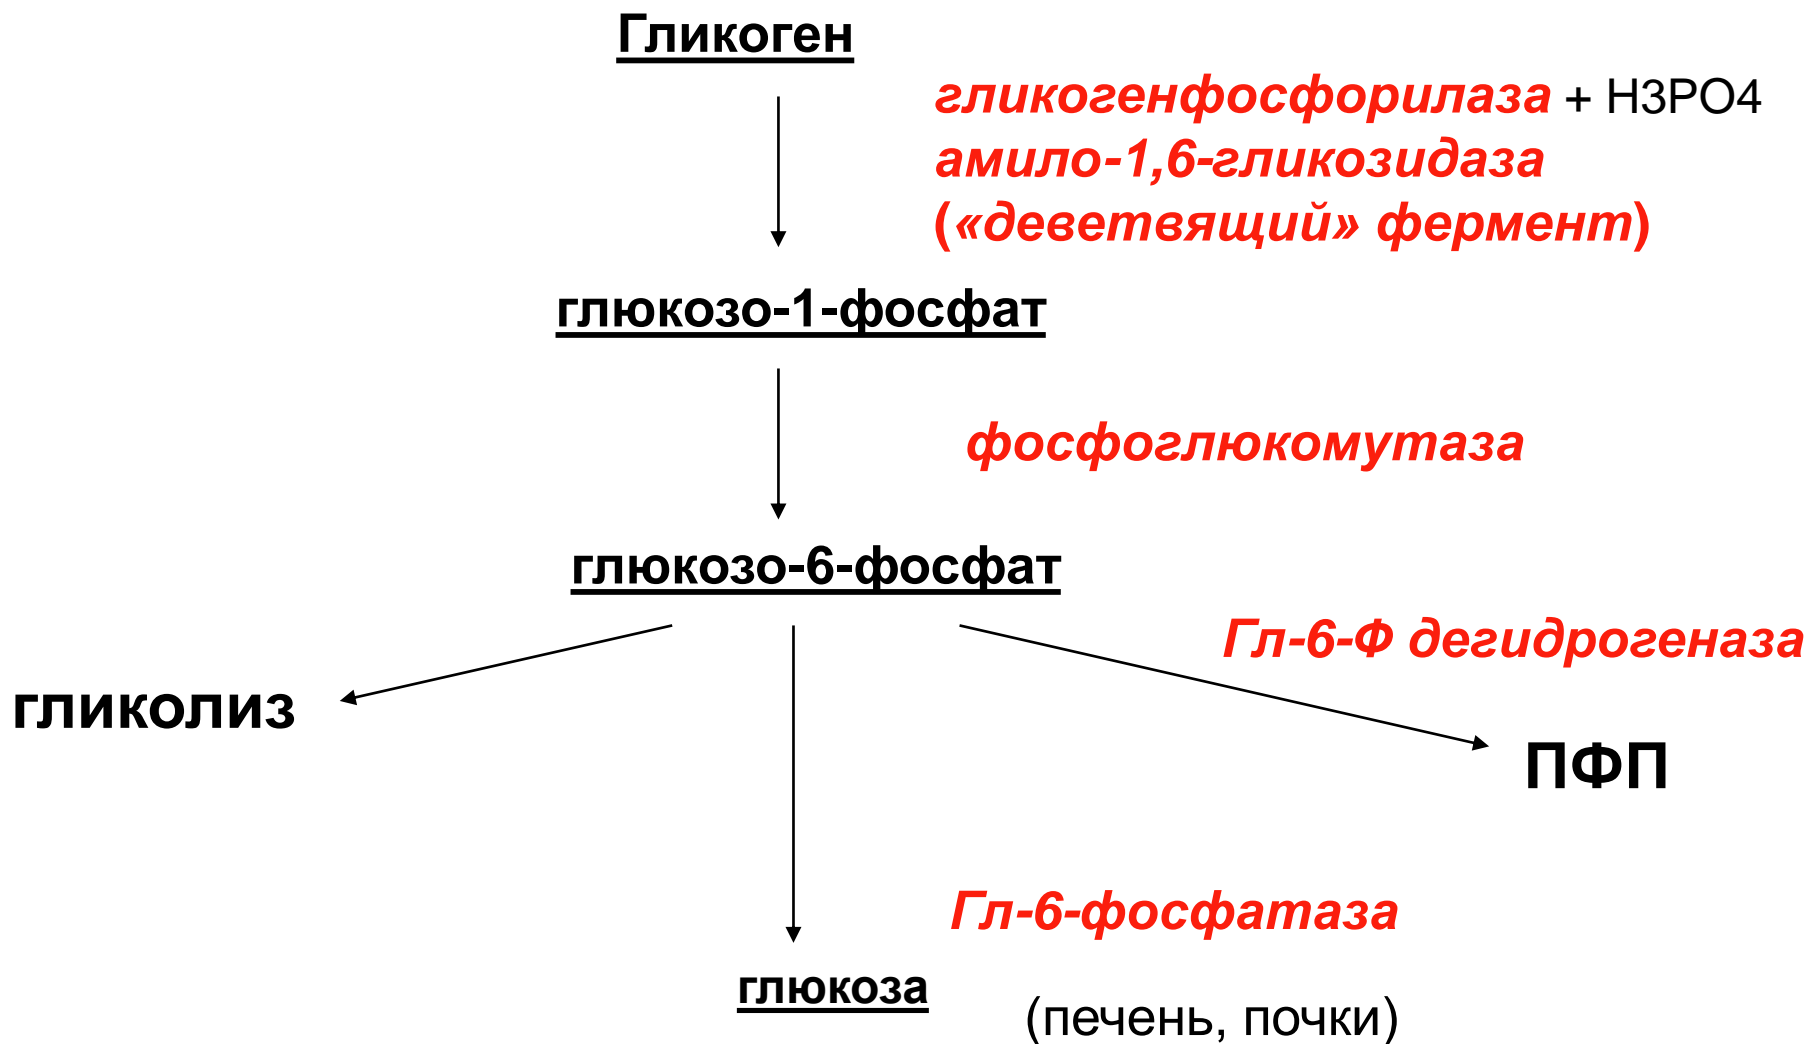 Гликоген
гликогенфосфорилаза + H3PO4
амило-1,6-гликозидаза
(«деветвящий» фермент)
глюкозо-1-фосфат
фосфоглюкомутаза
глюкозо-6-фосфат
Гл-6-Ф дегидрогеназа
гликолиз
ПФП
Гл-6-фосфатаза
глюкоза
(печень, почки)